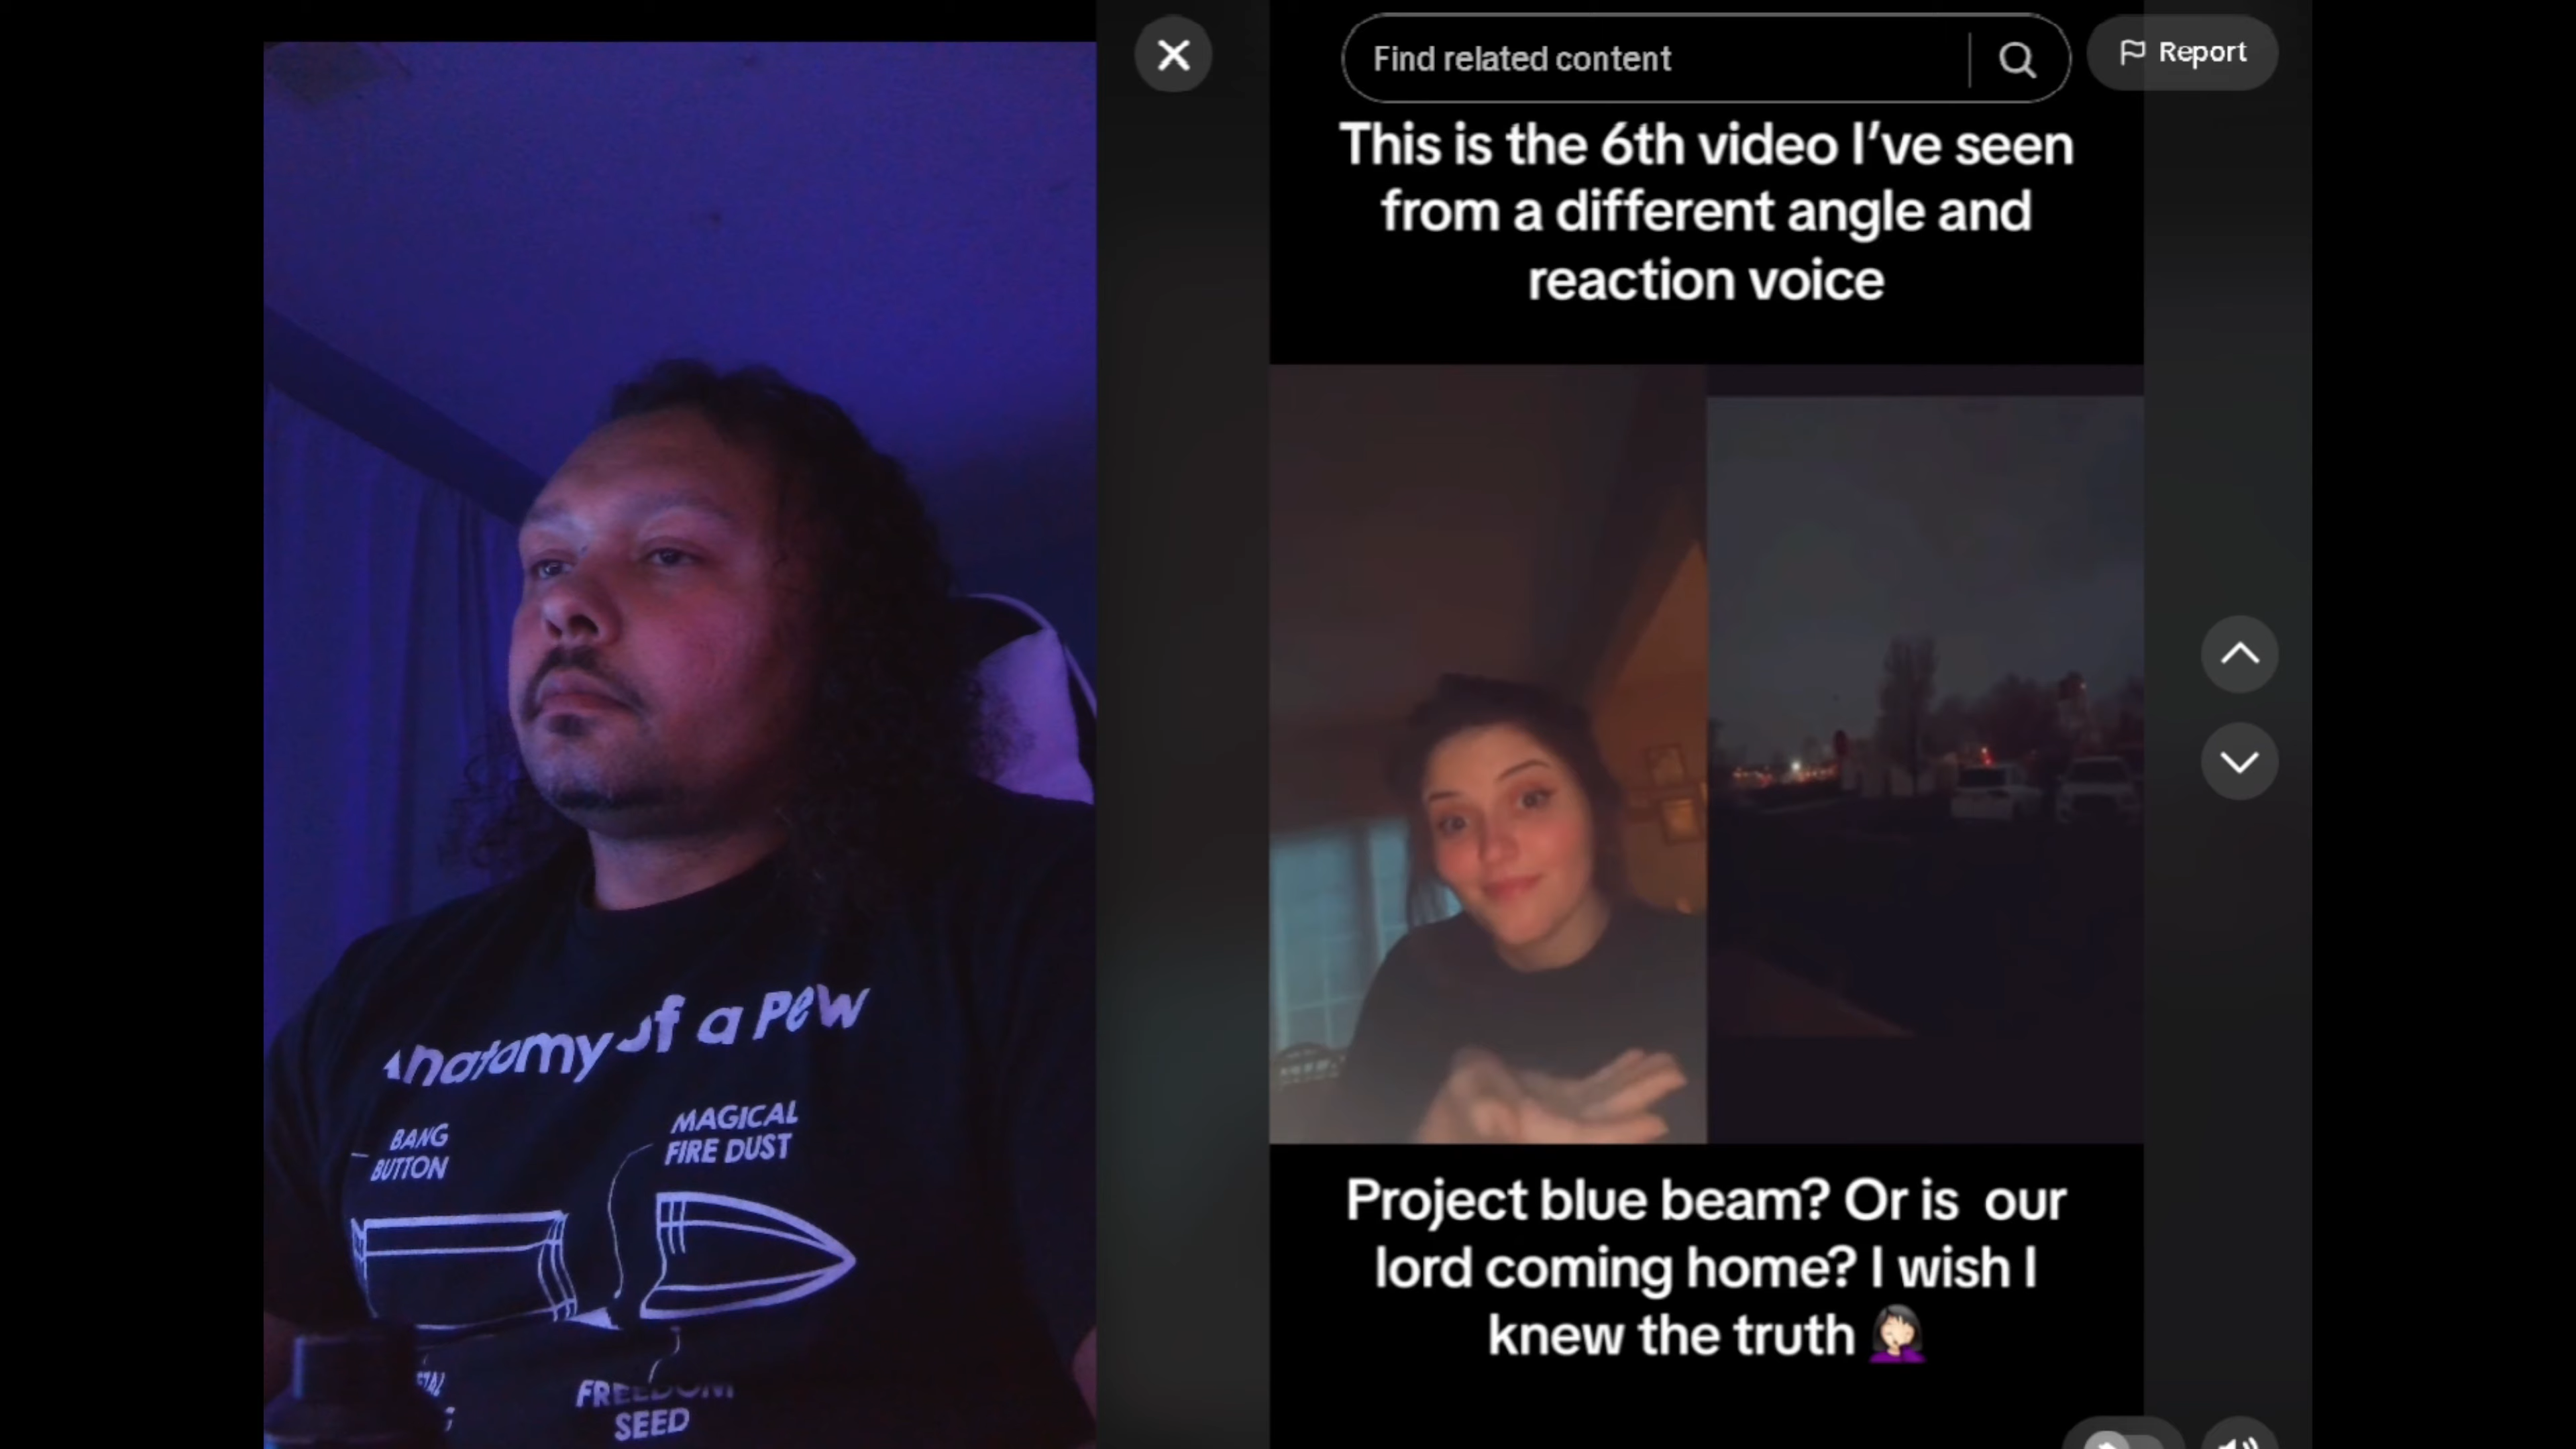 Find related content
Report
This is the 6th video I've seen
from a different angle and
reaction voice
Anatomy of a Pew
BANG
BUTTON
MAGICAL
FIRE DUST
FREEDOM
SEED
Project blue beam? Or is our
lord coming home? I wish I
knew the truth 🤦🏻‍♀️